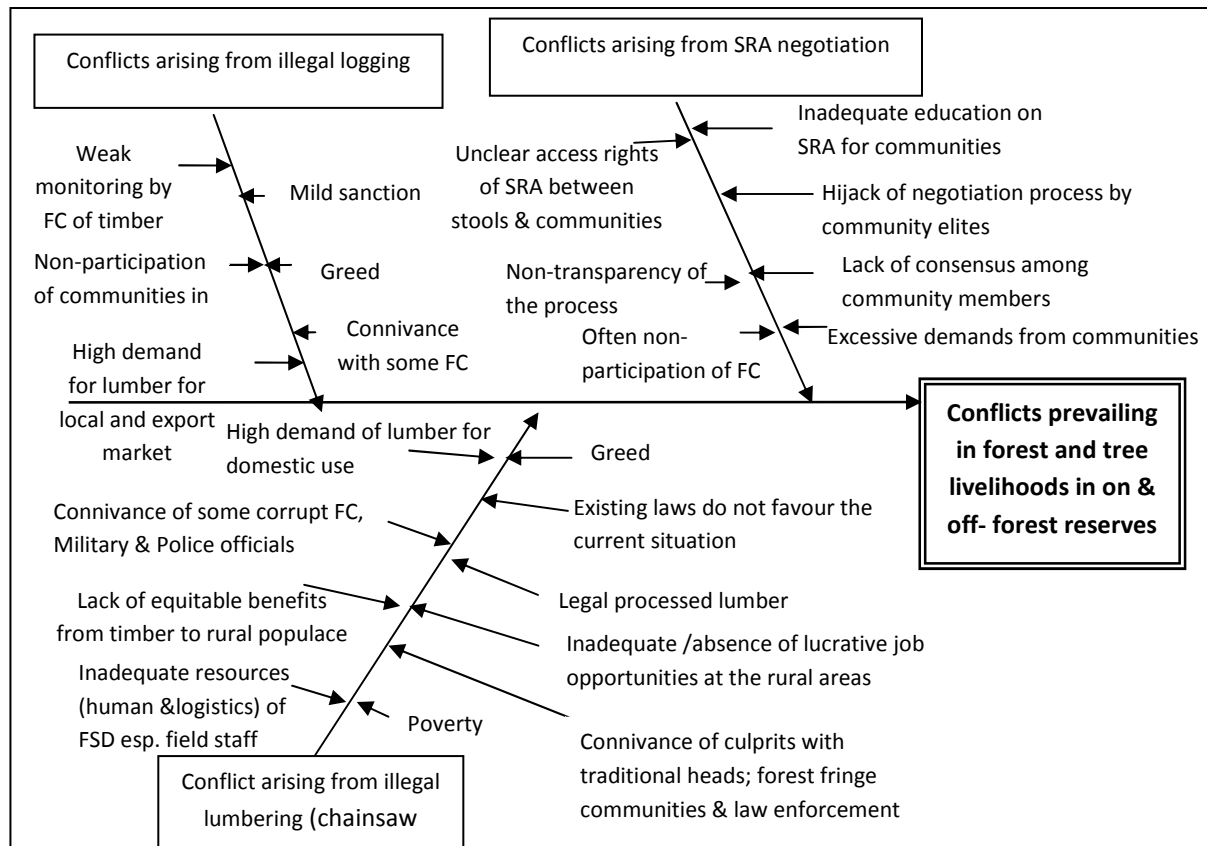 Conflicts arising from illegal logging
Conflicts arising from SRA negotiation
Weak
monitoring by
FC of timber
Mild sanction
Non-participation
of communities in
Greed
Connivance
with some FC
High demand
for lumber for
local and export
market
Inadequate education on
SRA for communities
Unclear access rights
of SRA between
stools & communities
Hijack of negotiation process by
community elites
Non-transparency of
the process
Lack of consensus among
community members
Often non-
participation of FC
Excessive demands from communities
Conflicts prevailing
in forest and tree
livelihoods in on &
off- forest reserves
High demand of lumber for
domestic use
Greed
Existing laws do not favour the
current situation
Connivance of some corrupt FC,
Military & Police officials
Legal processed lumber
Lack of equitable benefits
from timber to rural populace
Inadequate /absence of lucrative job
opportunities at the rural areas
Inadequate resources
(human &logistics) of
FSD esp. field staff
Poverty
Connivance of culprits with
traditional heads; forest fringe
communities & law enforcement
Conflict arising from illegal
lumbering (chainsaw